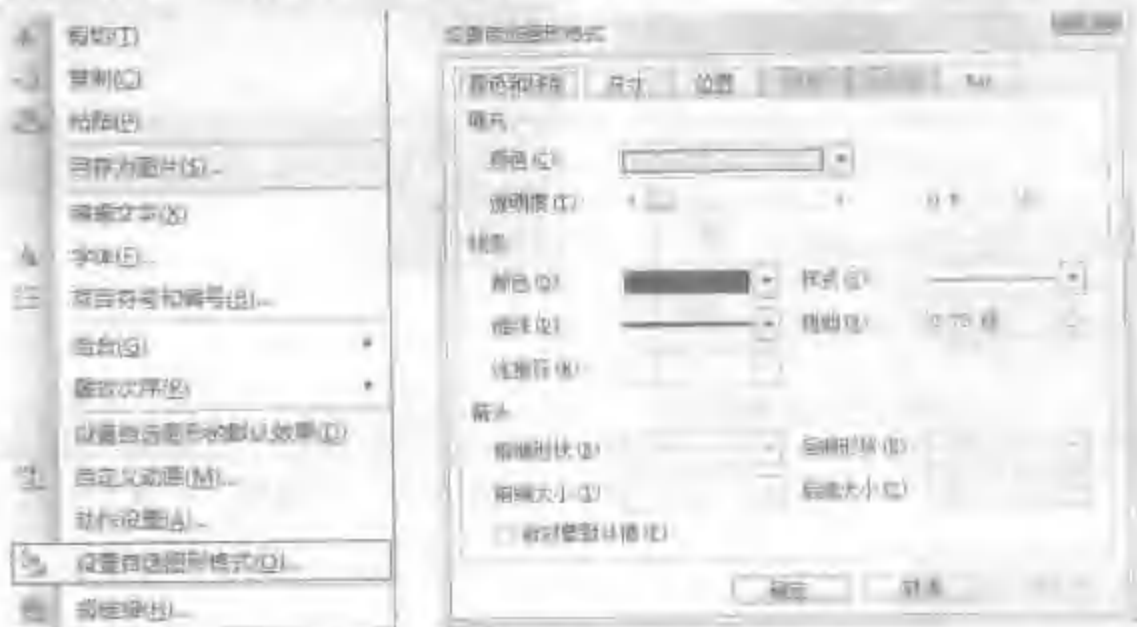 剪切(T)
复制(C)
粘贴(P)
另存为图片(S)...
编辑文字(X)
字体(F)...
项目符号和编号(B)...
组合(G)
叠放次序(R)
设置自选图形的默认效果(D)
自定义动画(M)...
动作设置(A)...
设置自选图形格式(O)...
超链接(H)...
设置自选图形格式
颜色和线条 尺寸 位置
填充
颜色(C):
透明度(T): 0 %
线条
颜色(O): 样式(S):
虚线(D): 粗细(W): 0.75 磅
连接符(N):
箭头
前端形状(B): 后端形状(E):
前端大小(I): 后端大小(Z):
确定 取消